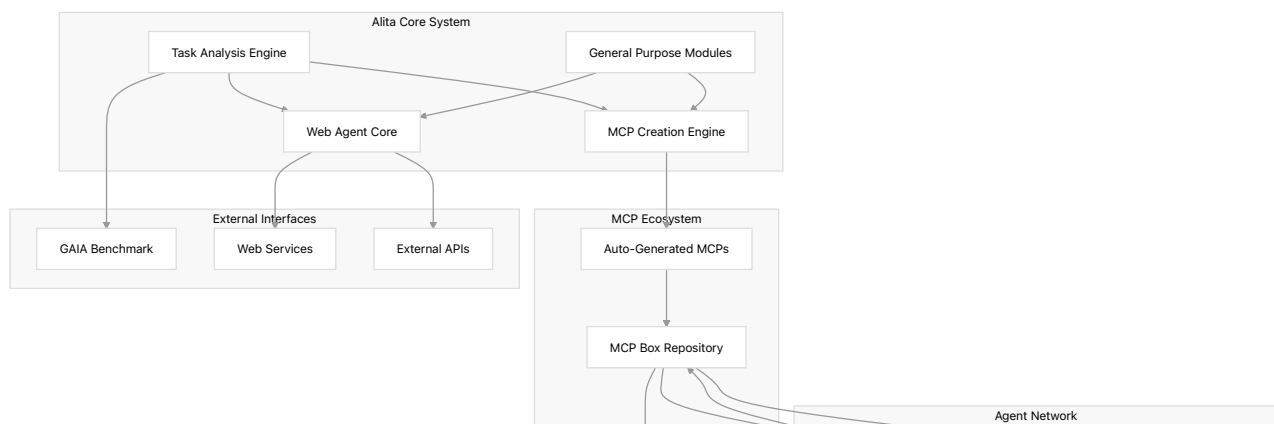 Alita Core System
Task Analysis Engine
General Purpose Modules
Web Agent Core
MCP Creation Engine
External Interfaces
MCP Ecosystem
GAIA Benchmark
Web Services
External APIs
Auto-Generated MCPs
MCP Box Repository
Agent Network